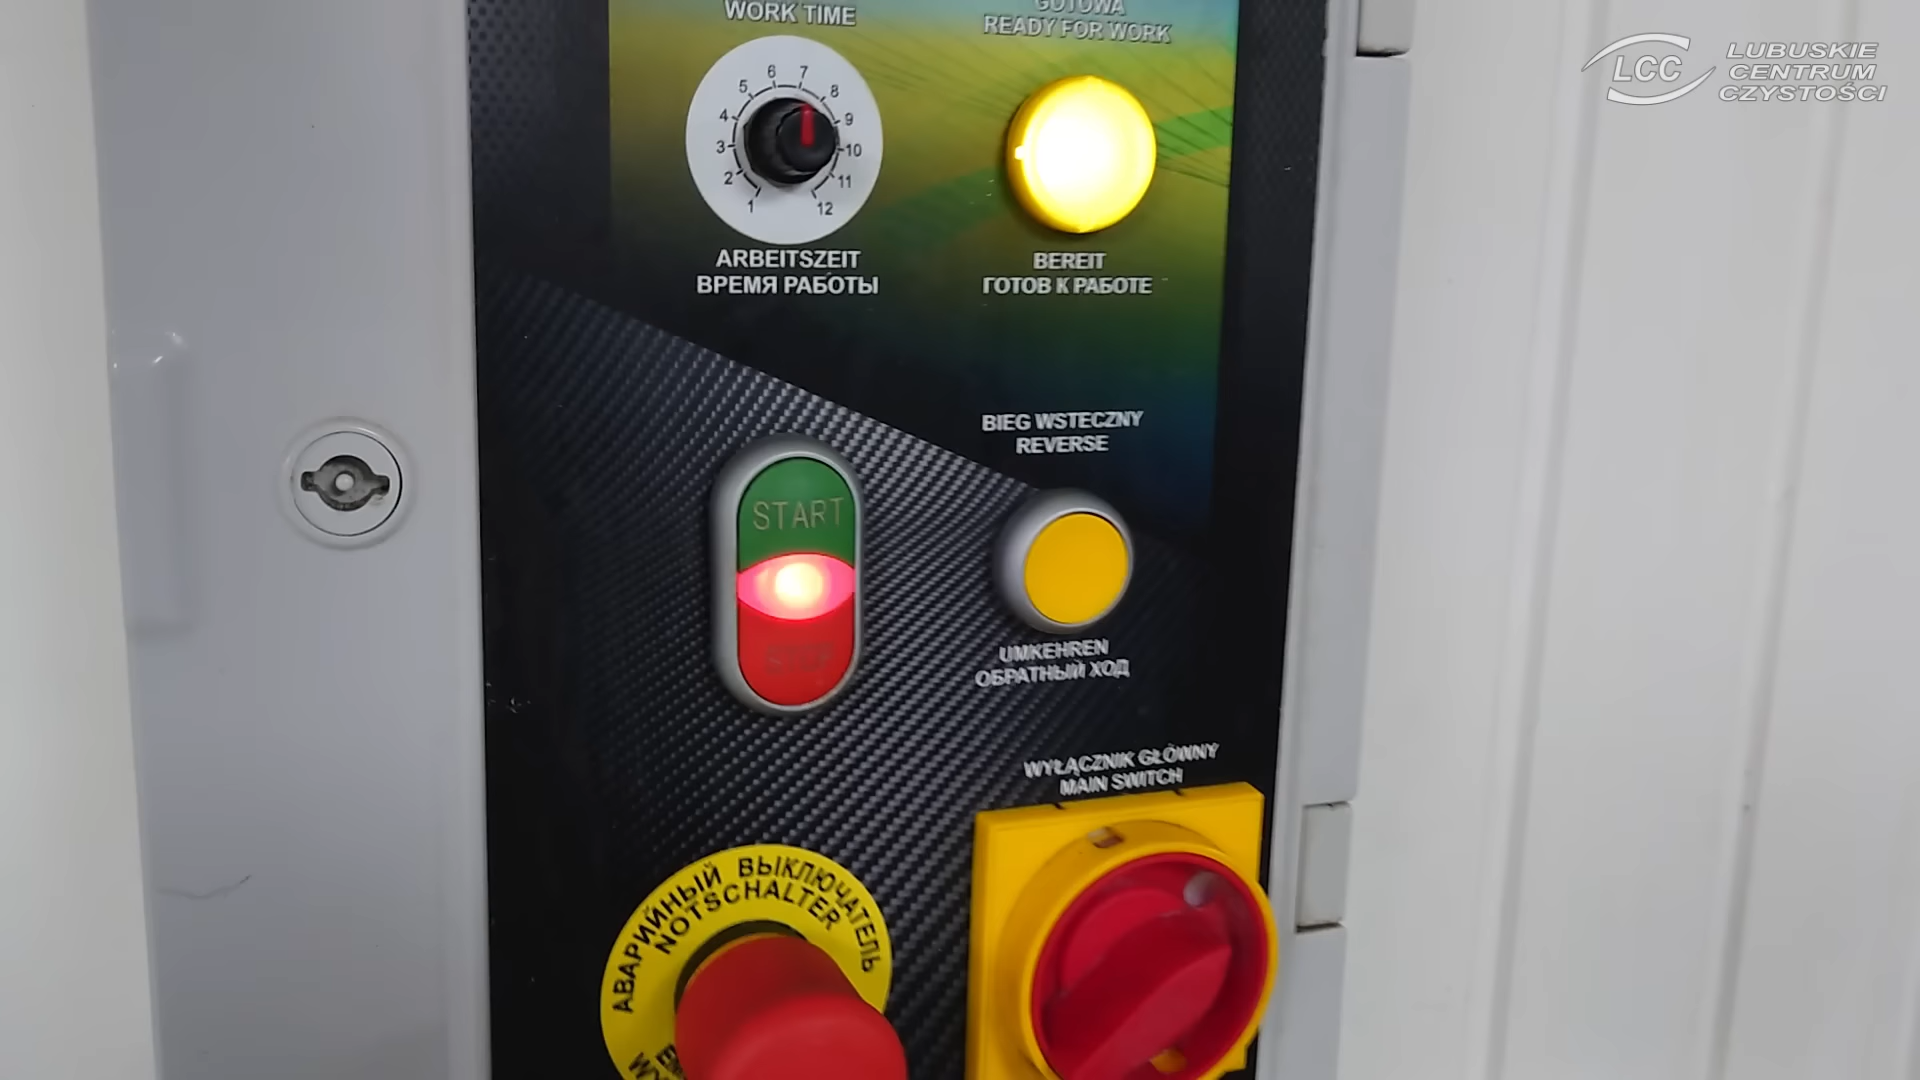 WORK TIME
GOTOWA
READY FOR WORK
LCC
LUBUSKIE
CENTRUM
CZYSTOŚCI
1 2 3 4 5 6 7 8 9 10 11 12
ARBEITSZEIT
ВРЕМЯ РАБОТЫ
BEREIT
ГОТОВ К РАБОТЕ
BIEG WSTECZNY
REVERSE
START
STOP
UMKEHREN
ОБРАТНЫЙ ХОД
WYŁĄCZNIK GŁÓWNY
MAIN SWITCH
АВАРИЙНЫЙ ВЫКЛЮЧАТЕЛЬ
NOTSCHALTER